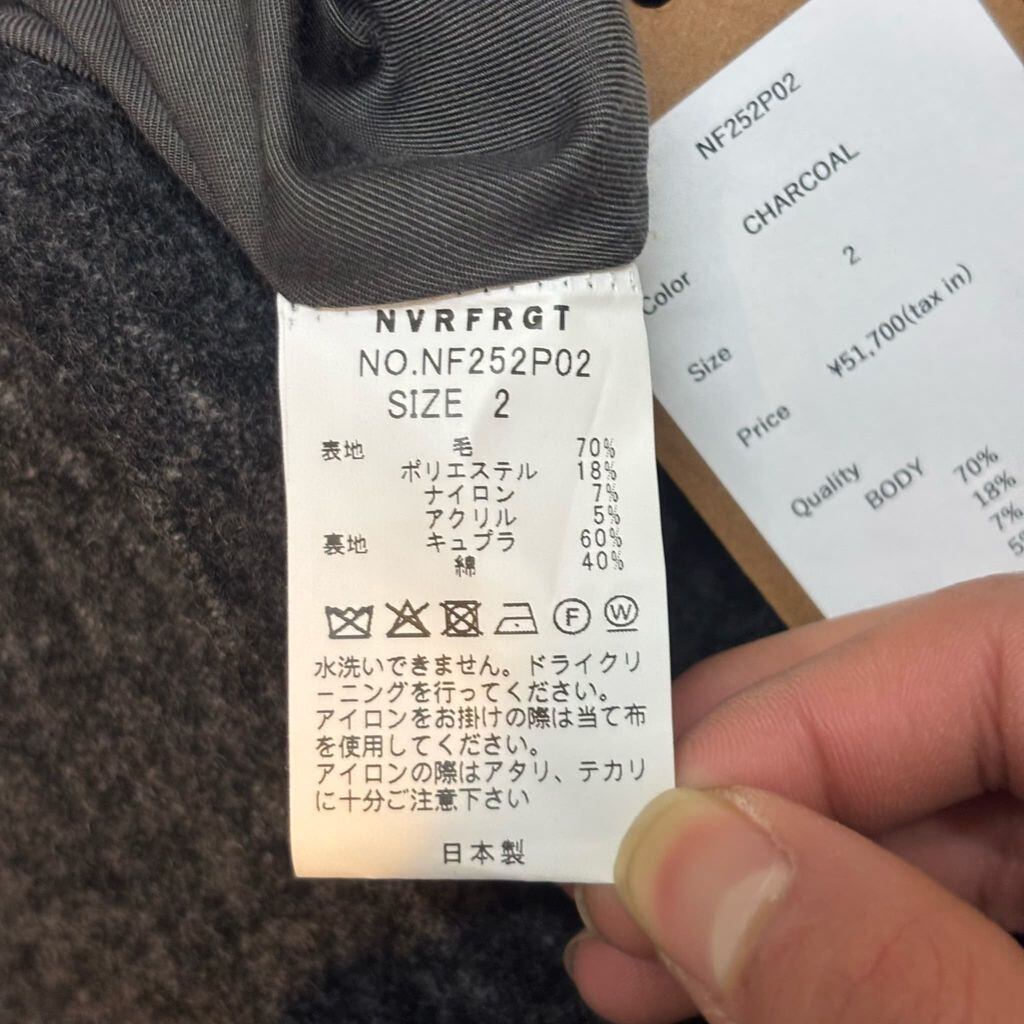 NVRFRGT
NO.NF252P02
SIZE 2
表地 毛 70%
ポリエステル 18%
ナイロン 7%
アクリル 5%
裏地 キュプラ 60%
綿 40%
F W
水洗いできません。ドライクリ
ーニングを行ってください。
アイロンをお掛けの際は当て布
を使用してください。
アイロンの際はアタリ、テカリ
に十分ご注意下さい
日本製
NF252P02
Color CHARCOAL
Size 2
Price ¥51,700(tax in)
Quality BODY 70%
18%
7%